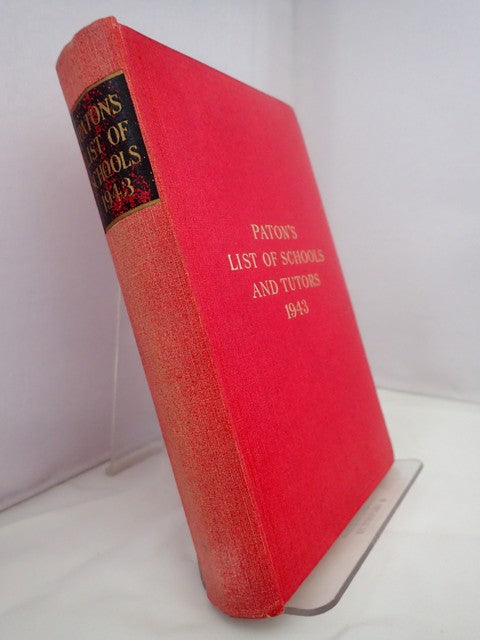 PATON'S
LIST OF
SCHOOLS
1943
PATON'S
LIST OF SCHOOLS
AND TUTORS
1943